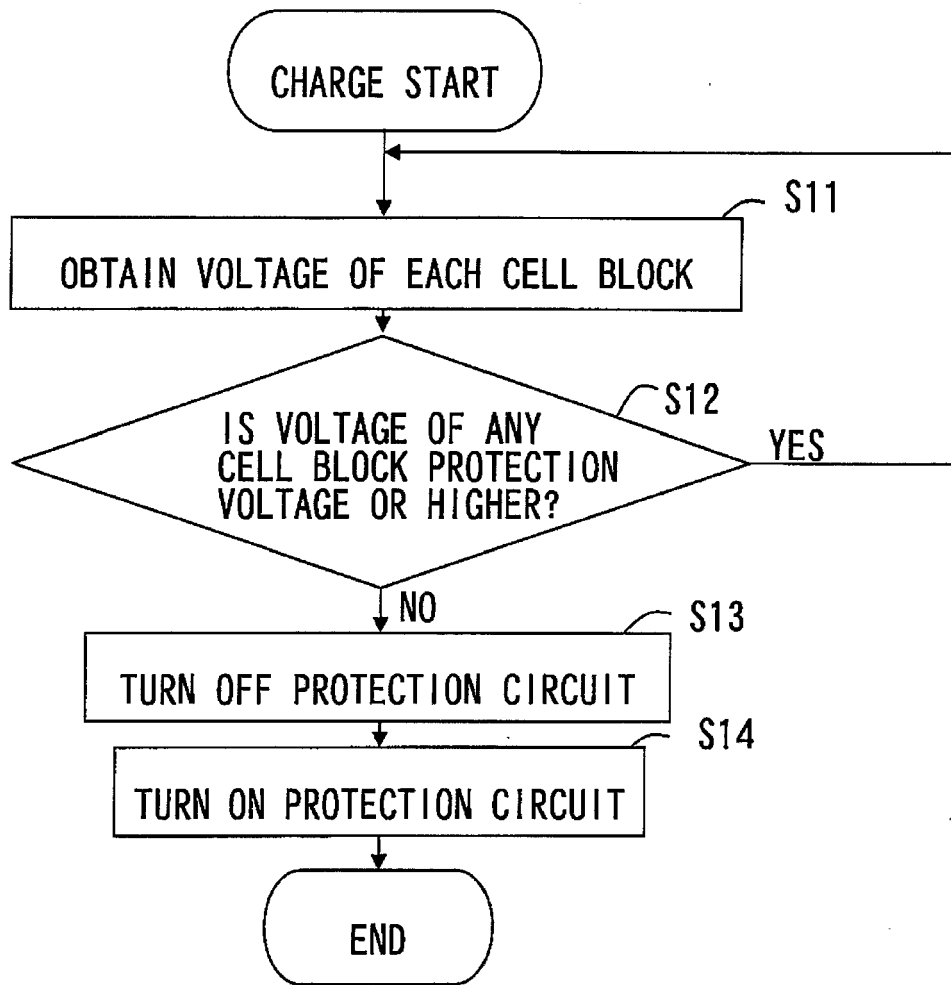 CHARGE START
S11
OBTAIN VOLTAGE OF EACH CELL BLOCK
S12
IS VOLTAGE OF ANY
CELL BLOCK PROTECTION
VOLTAGE OR HIGHER?
YES
NO
S13
TURN OFF PROTECTION CIRCUIT
S14
TURN ON PROTECTION CIRCUIT
END